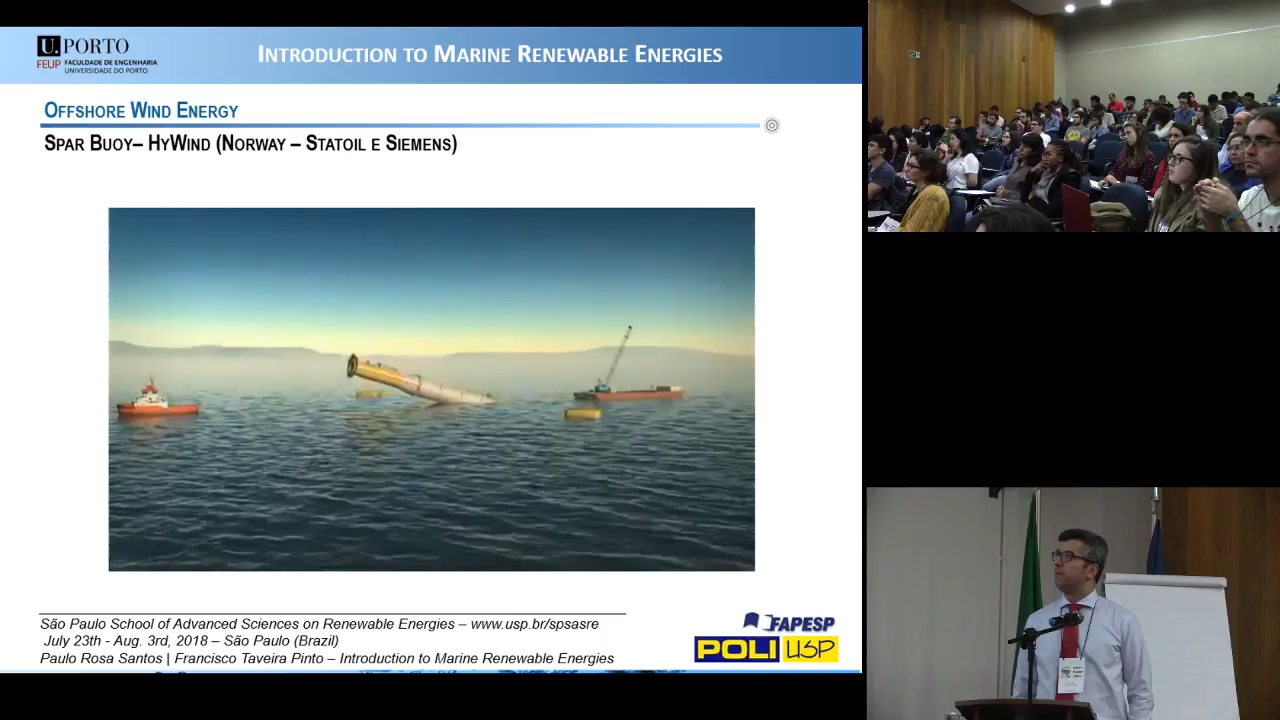 U.PORTO
FEUP FACULDADE DE ENGENHARIA
UNIVERSIDADE DO PORTO
INTRODUCTION TO MARINE RENEWABLE ENERGIES
OFFSHORE WIND ENERGY
SPAR BUOY– HYWIND (NORWAY – STATOIL E SIEMENS)
São Paulo School of Advanced Sciences on Renewable Energies – www.usp.br/spsasre
July 23th - Aug. 3rd, 2018 – São Paulo (Brazil)
Paulo Rosa Santos | Francisco Taveira Pinto – Introduction to Marine Renewable Energies
FAPESP
POLI USP